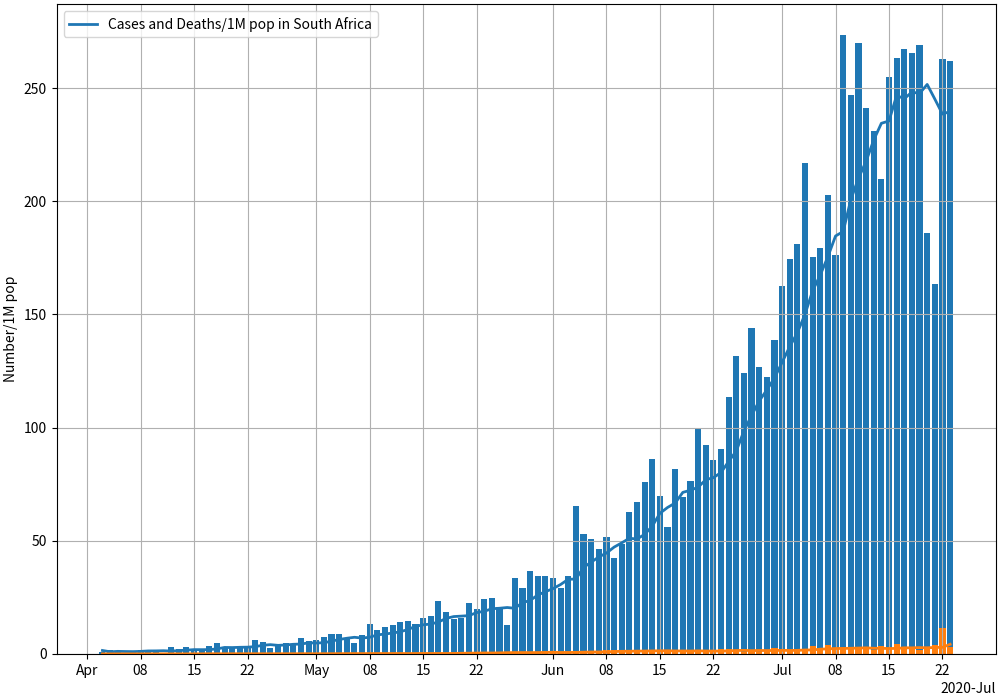 Cases and Deaths/1M pop in South Africa
Number/1M pop
250
200
150
100
50
0
Apr 08 15 22 May 08 15 22 Jun 08 15 22 Jul 08 15 22
2020-Jul